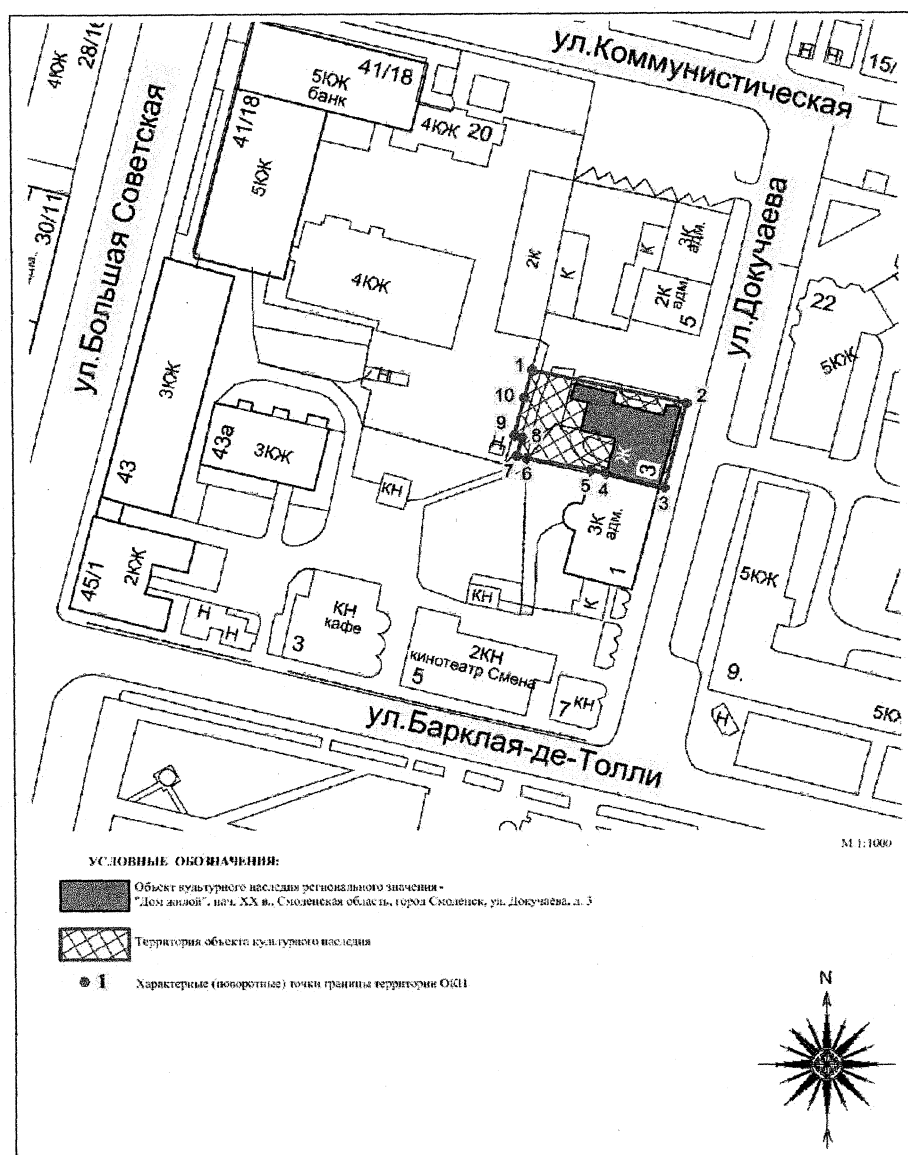 ул.Коммунистическая
28/1
4КЖ
41/18
5КЖ
банк
15/
Н
Н
ул.Большая Советская
41/18
4КЖ 20
5КЖ
ул.Докучаева
30/11
2К
К
К
3К
адм.
2К
адм.
5
4КЖ
22
5КЖ
3КЖ
43
Н
1
10
2
9
8
7
6
5
4
3
Ж
3
43а
3КЖ
КН
3К
адм.
1
45/1
2КЖ
Н
Н
КН
К
КН
кафе
3
2КН
кинотеатр Смена
5
7
КН
5КЖ
9.
Н
5КЖ
ул.Барклая-де-Толли
М 1:1000
УСЛОВНЫЕ ОБОЗНАЧЕНИЯ:
Объект культурного наследия регионального значения -
"Дом жилой", нач. XX в., Смоленская область, город Смоленск, ул. Докучаева, д. 3
Территория объекта культурного наследия
1 Характерные (поворотные) точки границы территории ОКН
N